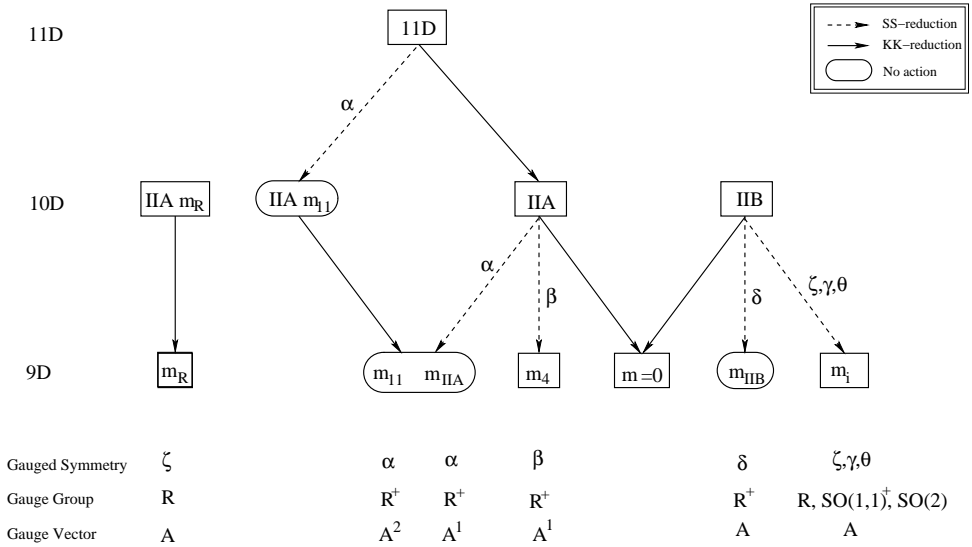 11D 11D
SS-reduction
KK-reduction
No action
α
10D IIA m_R IIA m_11 IIA IIB
α β δ ζ,γ,θ
9D m_R m_11 m_IIA m_4 m=0 m_IIB m_i
Gauged Symmetry ζ α α β δ ζ,γ,θ
Gauge Group R R^+ R^+ R^+ R^+ R, SO(1,1)^+, SO(2)
Gauge Vector A A^2 A^1 A^1 A A